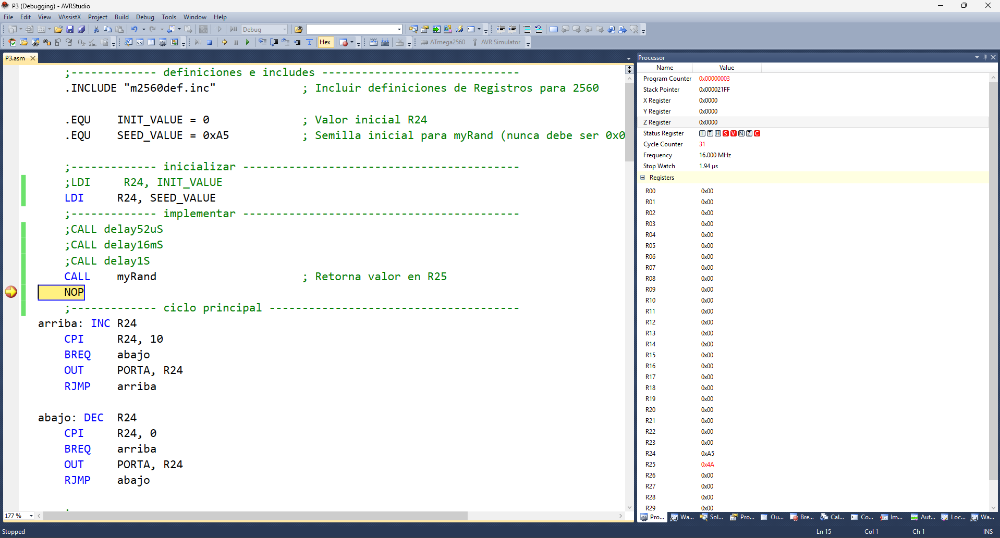 P3 (Debugging) - AVRStudio
File Edit View VAssistX Project Build Debug Tools Window Help
Debug
Hex ATmega2560 AVR Simulator
P3.asm
;------------- definiciones e includes ------------------------------
.INCLUDE "m2560def.inc" ; Incluir definiciones de Registros para 2560
.EQU INIT_VALUE = 0 ; Valor inicial R24
.EQU SEED_VALUE = 0xA5 ; Semilla inicial para myRand (nunca debe ser 0x0
;------------- inicializar ------------------------------------------
;LDI R24, INIT_VALUE
LDI R24, SEED_VALUE
;------------- implementar ------------------------------------------
;CALL delay52uS
;CALL delay16mS
;CALL delay1S
CALL myRand ; Retorna valor en R25
NOP
;------------- ciclo principal --------------------------------------
arriba: INC R24
CPI R24, 10
BREQ abajo
OUT PORTA, R24
RJMP arriba
abajo: DEC R24
CPI R24, 0
BREQ arriba
OUT PORTA, R24
RJMP abajo
177 %
Processor
Name Value
Program Counter 0x00000003
Stack Pointer 0x000021FF
X Register 0x0000
Y Register 0x0000
Z Register 0x0000
Status Register I T H S V N Z C
Cycle Counter 31
Frequency 16.000 MHz
Stop Watch 1.94 µs
Registers
R00 0x00
R01 0x00
R02 0x00
R03 0x00
R04 0x00
R05 0x00
R06 0x00
R07 0x00
R08 0x00
R09 0x00
R10 0x00
R11 0x00
R12 0x00
R13 0x00
R14 0x00
R15 0x00
R16 0x00
R17 0x00
R18 0x00
R19 0x00
R20 0x00
R21 0x00
R22 0x00
R23 0x00
R24 0xA5
R25 0x4A
R26 0x00
R27 0x00
R28 0x00
R29 0x00
Pro... Wa... Sol... Pro... Ou... Bre... Cal... Co... Im... Aut... Loc... Wa...
Stopped Ln 15 Col 1 Ch 1 INS